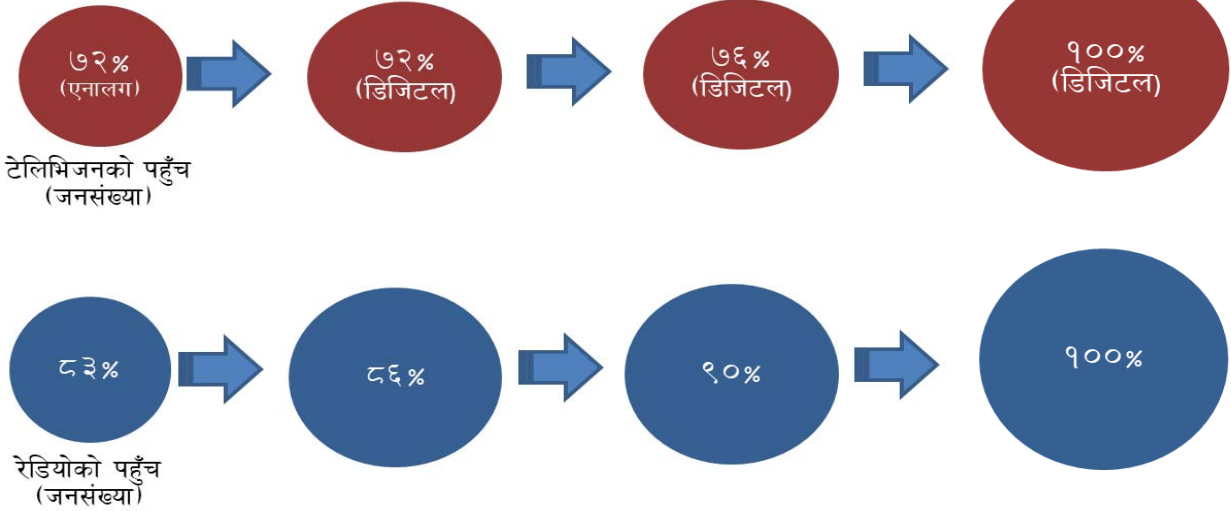 ७२% ७२% ७६% १००%
(एनालग) (डिजिटल) (डिजिटल) (डिजिटल)
टेलिभिजनको पहुँच
(जनसंख्या)
८३% ८६% ९०% १००%
रेडियोको पहुँच
(जनसंख्या)